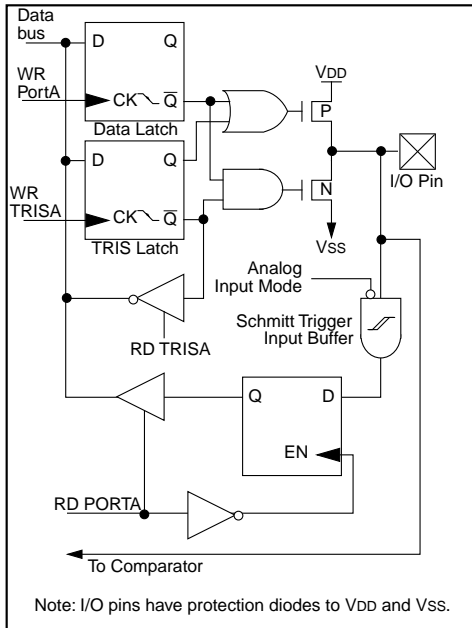 Data
bus
D Q
WR
PortA
CK Q
Data Latch
VDD
P
I/O Pin
D Q
WR
TRISA
CK Q
TRIS Latch
N
VSS
Analog
Input Mode
Schmitt Trigger
Input Buffer
RD TRISA
Q D
EN
RD PORTA
To Comparator
Note: I/O pins have protection diodes to VDD and VSS.